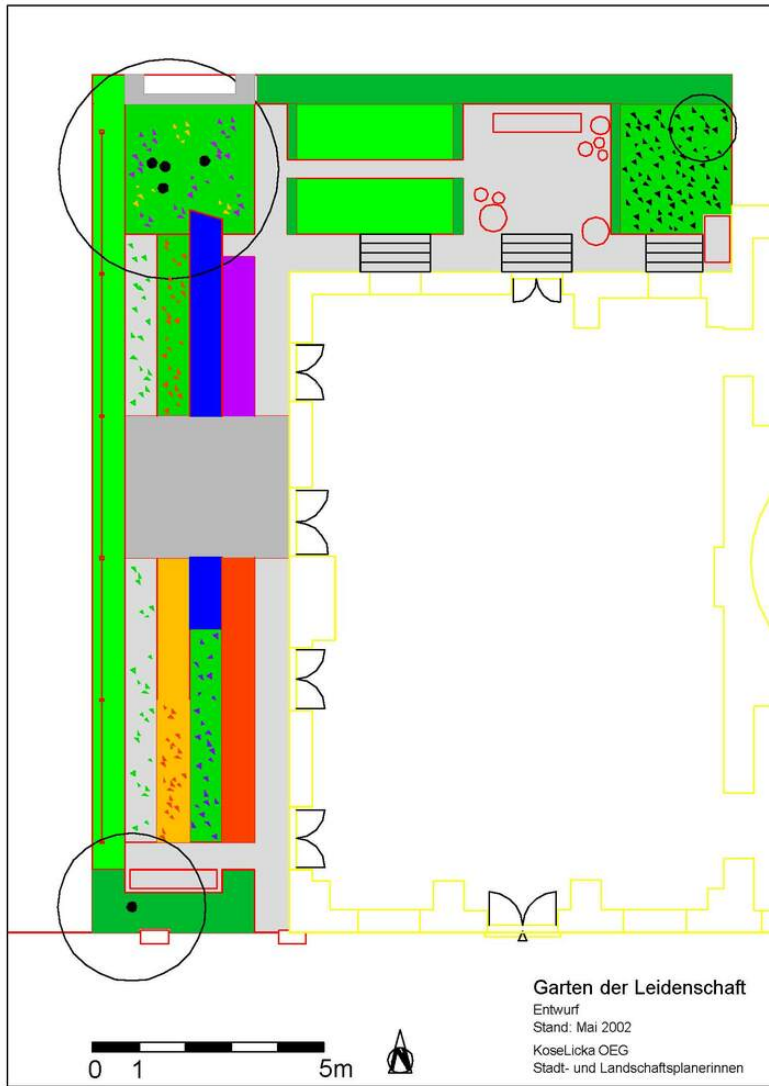 Garten der Leidenschaft
Entwurf
Stand: Mai 2002
KoseLicka OEG
Stadt- und Landschaftsplanerinnen
0 1 5m